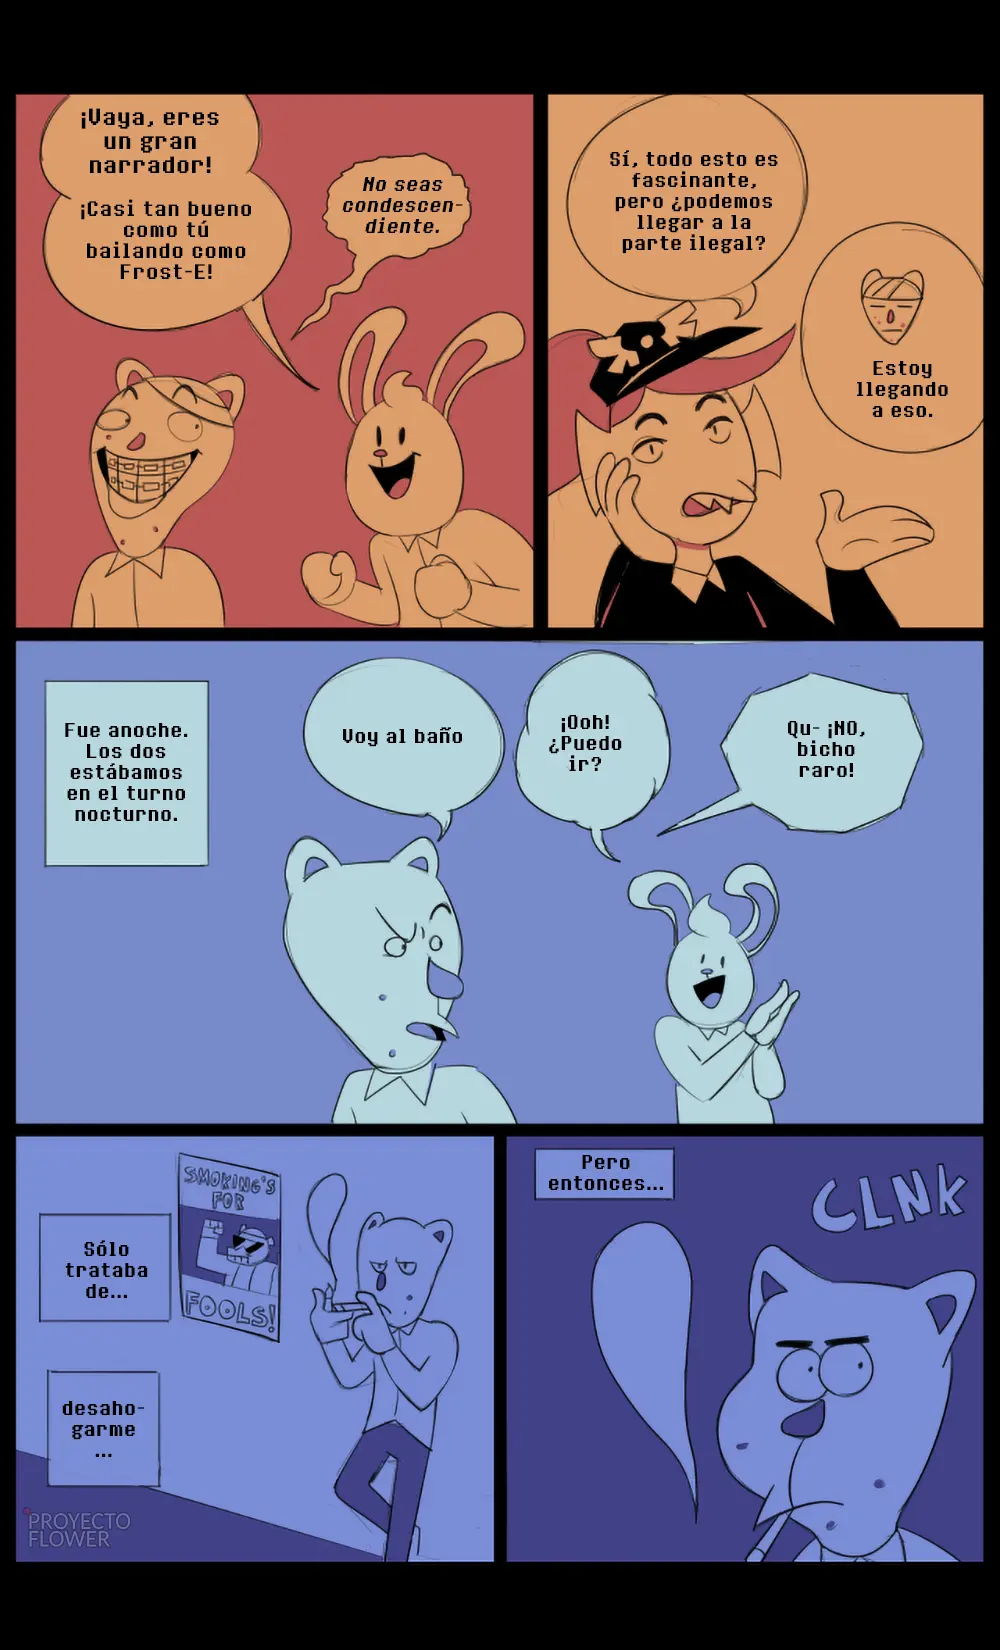 ¡Vaya, eres
un gran
narrador!
¡Casi tan bueno
como tú
bailando como
Frost-E!
No seas
condescen-
diente.
Sí, todo esto es
fascinante,
pero ¿podemos
llegar a la
parte ilegal?
Estoy
llegando
a eso.
Fue anoche.
Los dos
estábamos
en el turno
nocturno.
Voy al baño
¡Ooh!
¿Puedo
ir?
Qu- ¡NO,
bicho
raro!
SMOKING'S
FOR
FOOLS!
Sólo
trataba
de...
desaho-
garme
...
PROYECTO
FLOWER
Pero
entonces...
CLNK